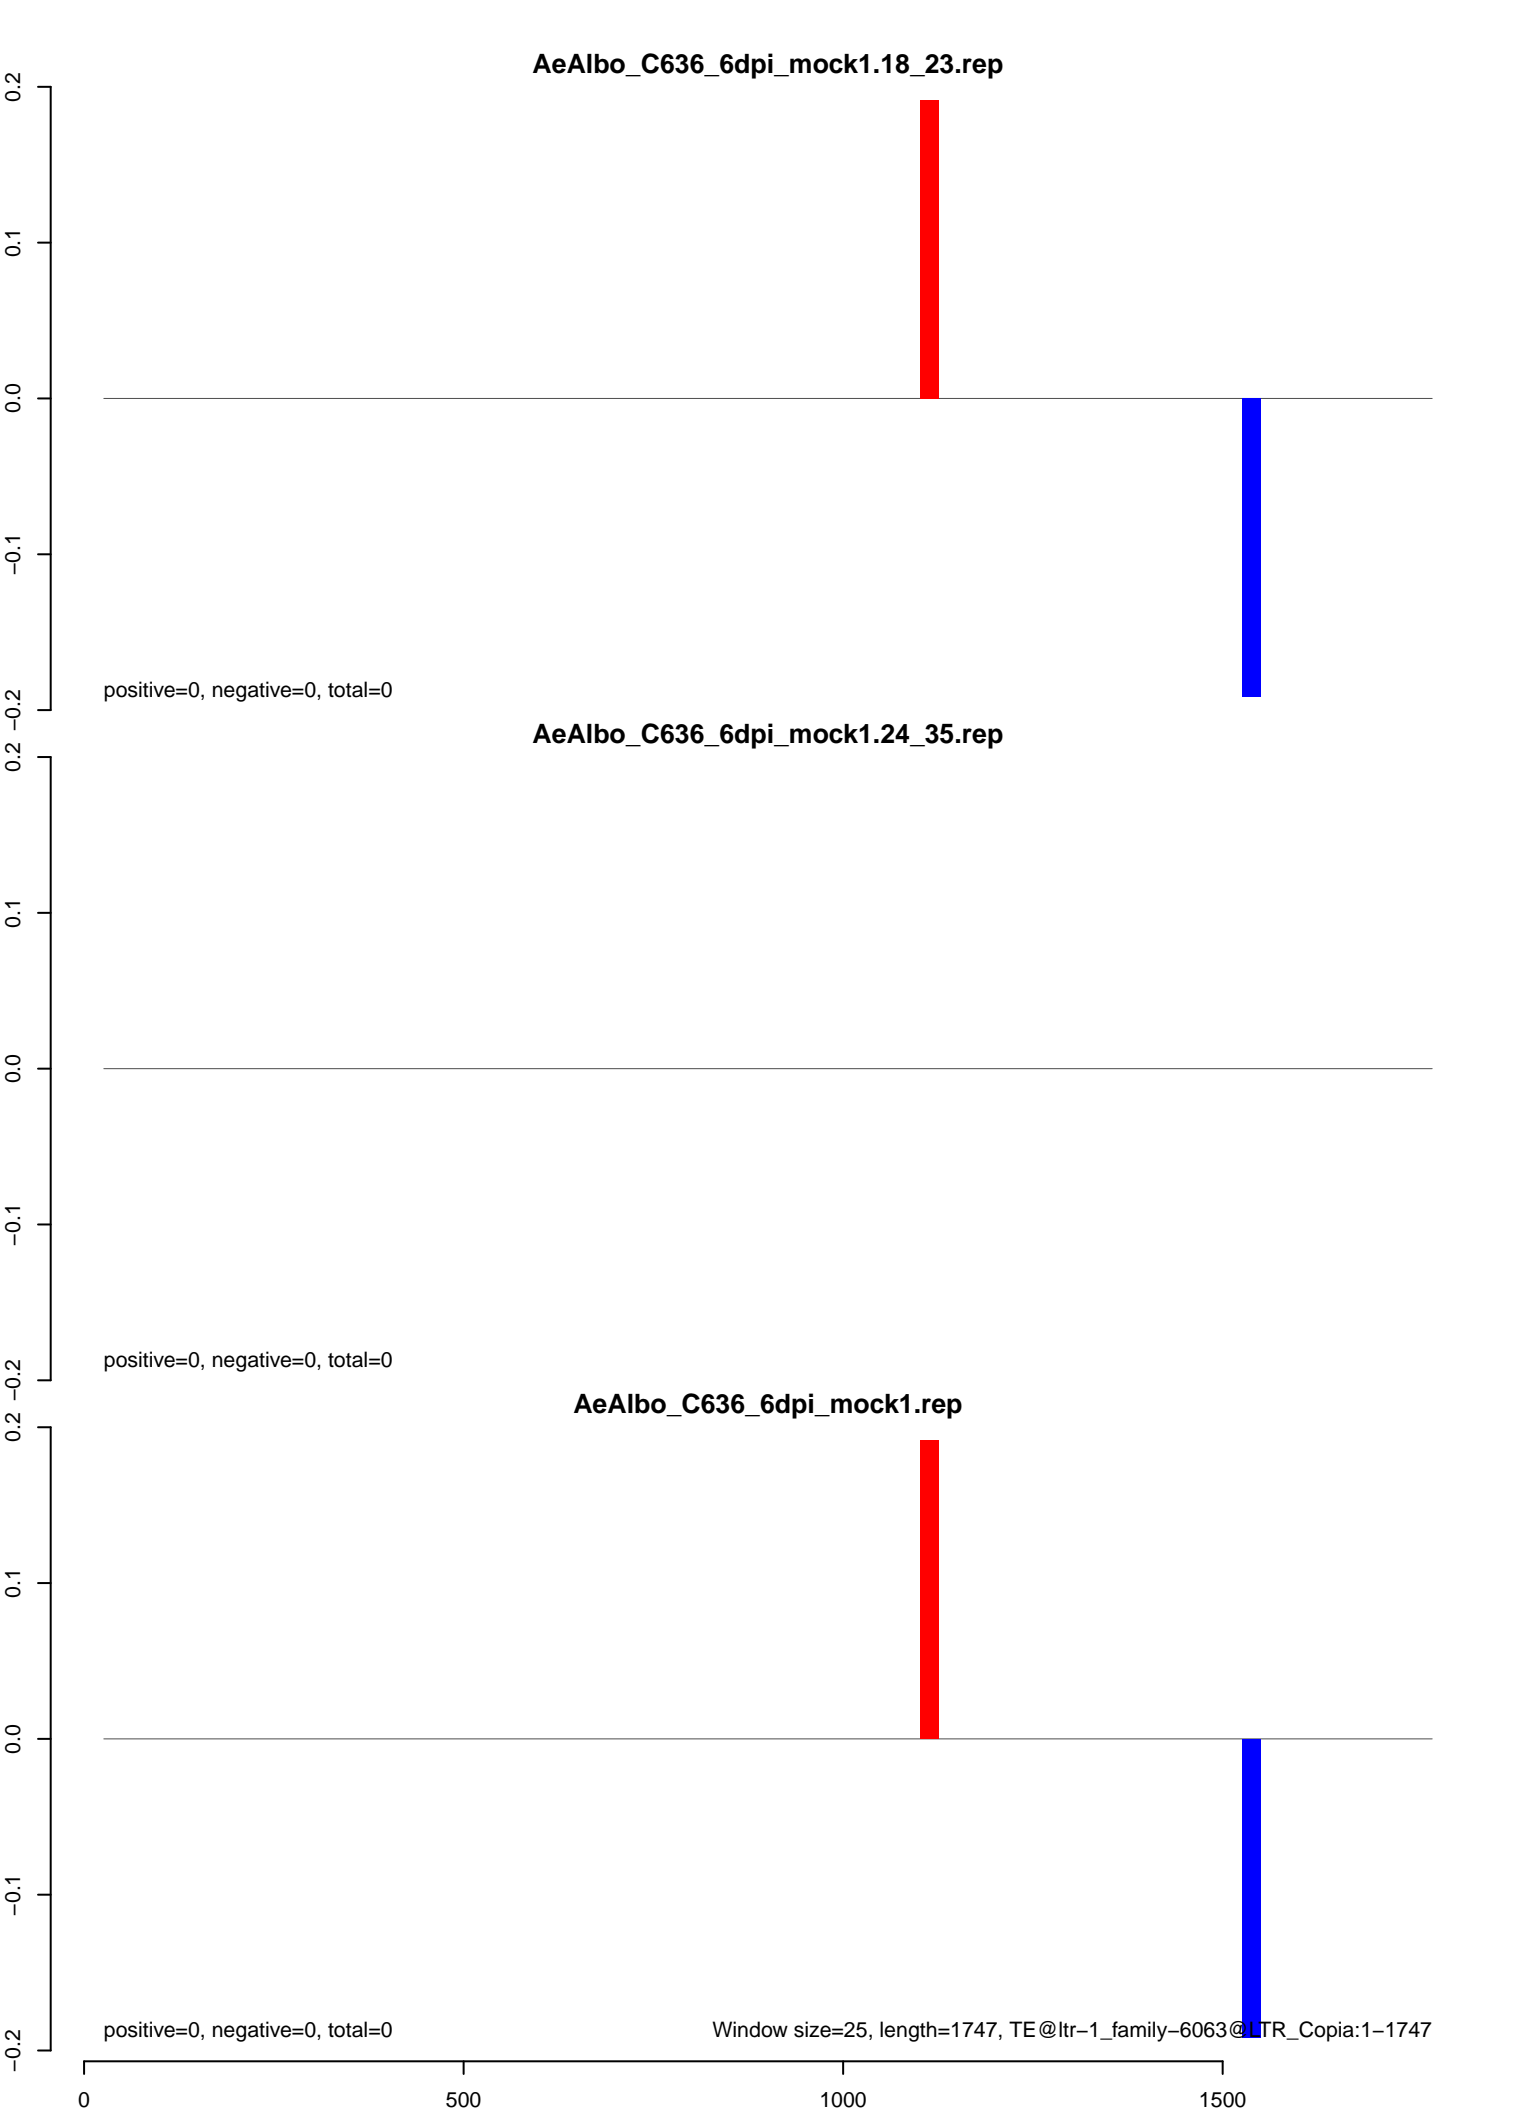 AeAlbo_C636_6dpi_mock1.18_23.rep
0.2
0.1
0.0
−0.1
−0.2
positive=0, negative=0, total=0
AeAlbo_C636_6dpi_mock1.24_35.rep
0.2
0.1
0.0
−0.1
−0.2
positive=0, negative=0, total=0
AeAlbo_C636_6dpi_mock1.rep
0.2
0.1
0.0
−0.1
−0.2
positive=0, negative=0, total=0
Window size=25, length=1747, TE@ltr−1_family−6063@LTR_Copia:1−1747
0 500 1000 1500